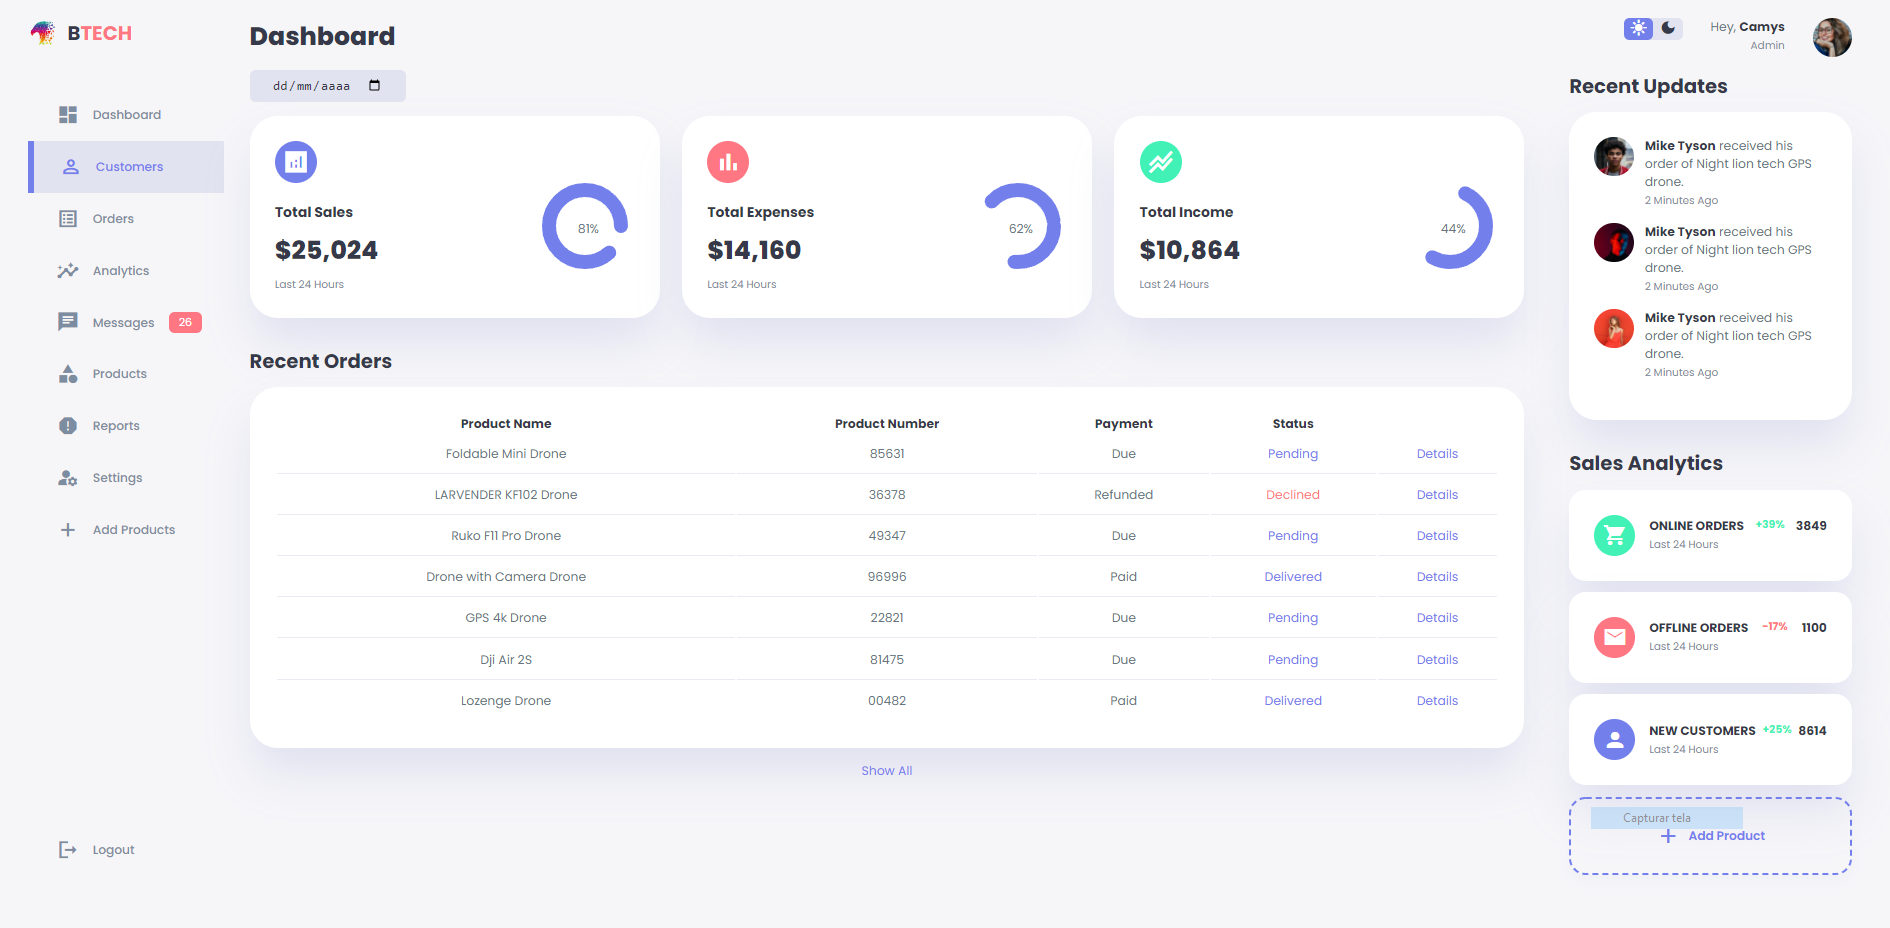 BTECH
Dashboard
Customers
Orders
Analytics
Messages 26
Products
Reports
Settings
Add Products
Logout
Dashboard
dd/mm/aaaa
Total Sales
$25,024
Last 24 Hours
81%
Total Expenses
$14,160
Last 24 Hours
62%
Total Income
$10,864
Last 24 Hours
44%
Recent Orders
Product Name Product Number Payment Status
Foldable Mini Drone 85631 Due Pending Details
LARVENDER KF102 Drone 36378 Refunded Declined Details
Ruko F11 Pro Drone 49347 Due Pending Details
Drone with Camera Drone 96996 Paid Delivered Details
GPS 4k Drone 22821 Due Pending Details
Dji Air 2S 81475 Due Pending Details
Lozenge Drone 00482 Paid Delivered Details
Show All
Hey, Camys
Admin
Recent Updates
Mike Tyson received his
order of Night lion tech GPS
drone.
2 Minutes Ago
Mike Tyson received his
order of Night lion tech GPS
drone.
2 Minutes Ago
Mike Tyson received his
order of Night lion tech GPS
drone.
2 Minutes Ago
Sales Analytics
ONLINE ORDERS +39% 3849
Last 24 Hours
OFFLINE ORDERS -17% 1100
Last 24 Hours
NEW CUSTOMERS +25% 8614
Last 24 Hours
Capturar tela
Add Product